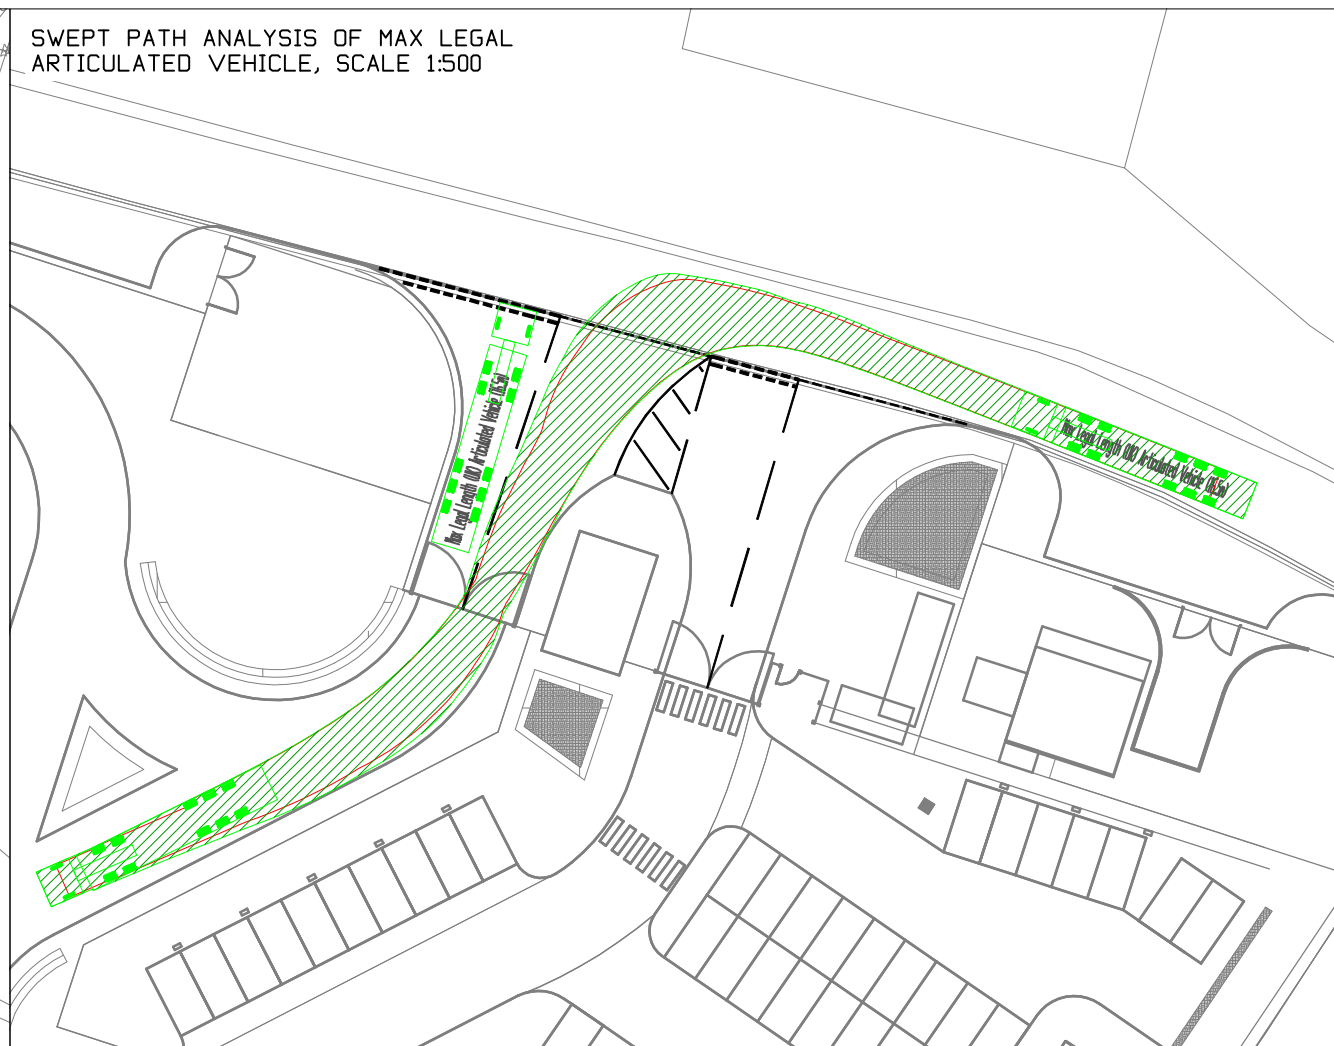 SWEPT PATH ANALYSIS OF MAX LEGAL
ARTICULATED VEHICLE, SCALE 1:500
Max Legal Length (UK) Articulated Vehicle (16.5m)
Max Legal Length (UK) Articulated Vehicle (16.5m)